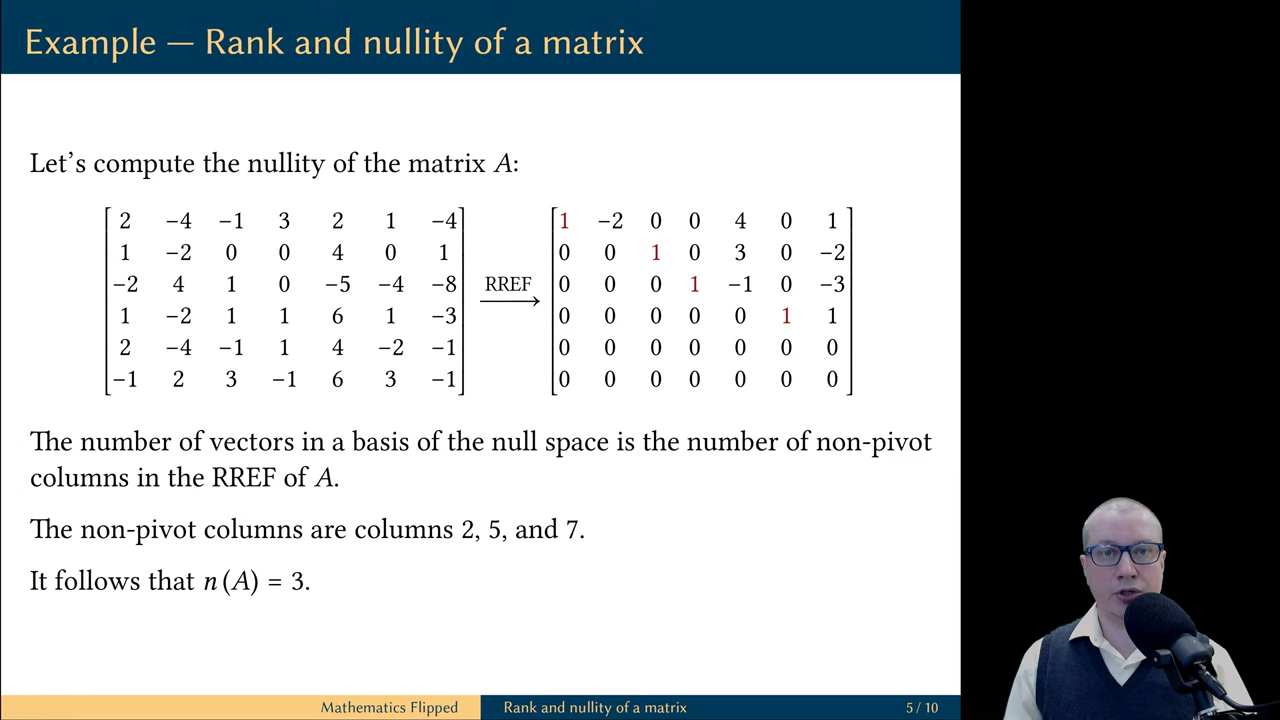 Example — Rank and nullity of a matrix
Let’s compute the nullity of the matrix A:
2 −4 −1 3 2 1 −4
1 −2 0 0 4 0 1
−2 4 1 0 −5 −4 −8
1 −2 1 1 6 1 −3
2 −4 −1 1 4 −2 −1
−1 2 3 −1 6 3 −1
RREF
1 −2 0 0 4 0 1
0 0 1 0 3 0 −2
0 0 0 1 −1 0 −3
0 0 0 0 0 1 1
0 0 0 0 0 0 0
0 0 0 0 0 0 0
The number of vectors in a basis of the null space is the number of non-pivot
columns in the RREF of A.
The non-pivot columns are columns 2, 5, and 7.
It follows that n (A) = 3.
Mathematics Flipped
Rank and nullity of a matrix
5 / 10